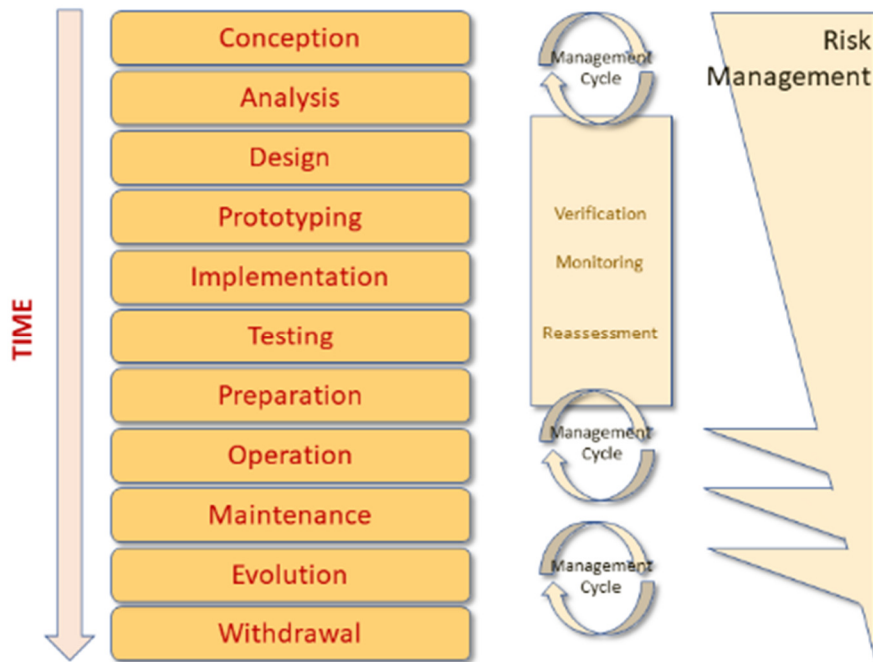 TIME
Conception
Analysis
Design
Prototyping
Implementation
Testing
Preparation
Operation
Maintenance
Evolution
Withdrawal
Management
Cycle
Verification
Monitoring
Reassessment
Management
Cycle
Management
Cycle
Risk
Management